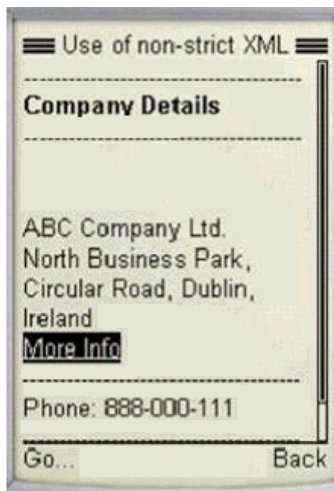 Use of non-strict XML
Company Details
ABC Company Ltd.
North Business Park,
Circular Road, Dublin,
Ireland
More Info
Phone: 888-000-111
Go... Back